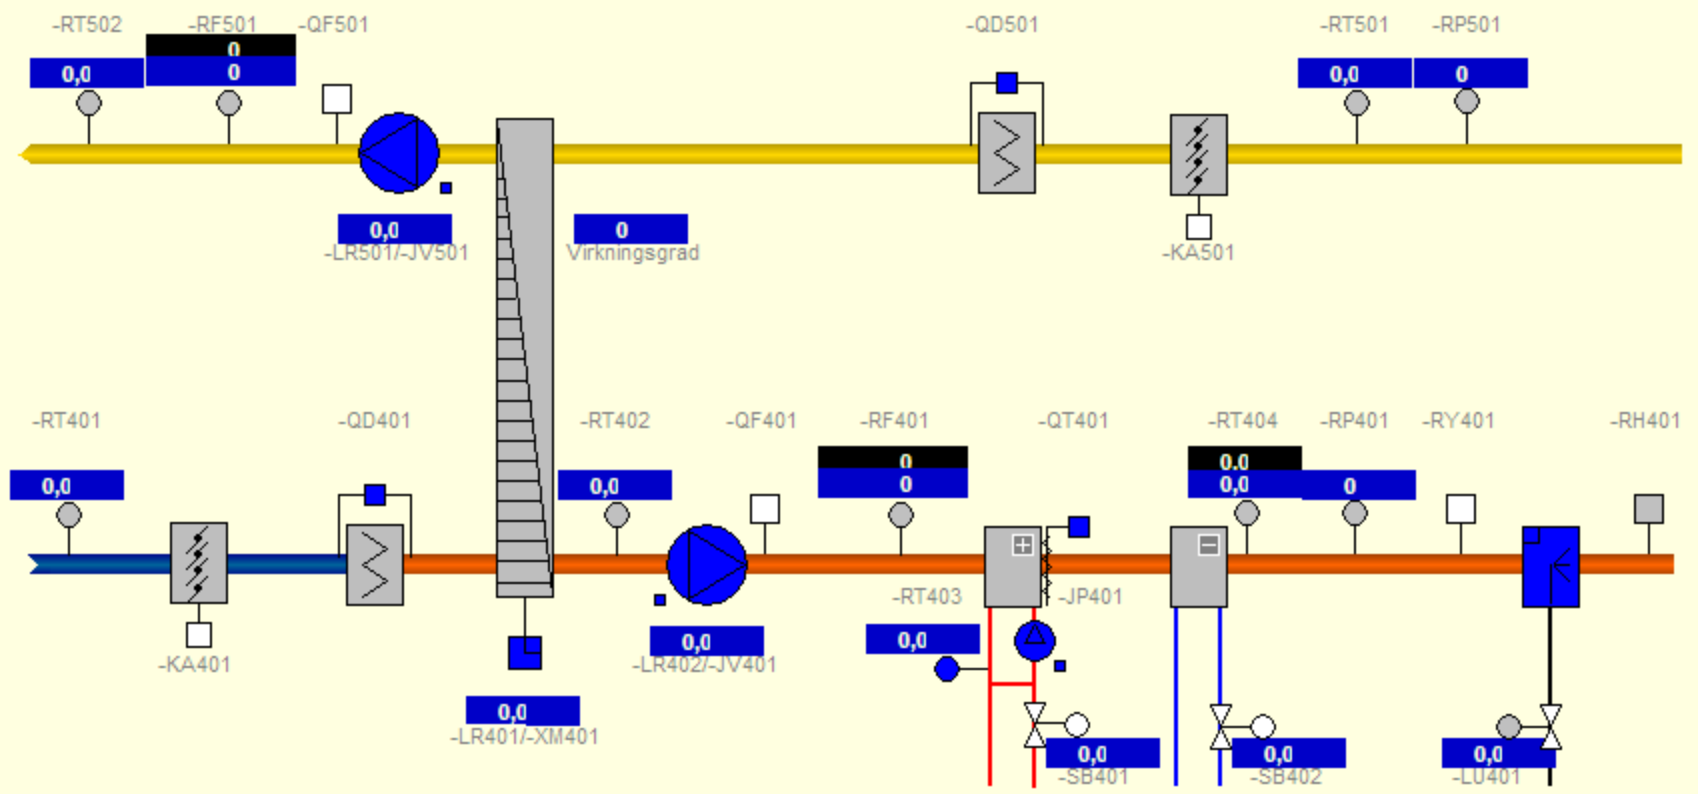 -RT502 -RF501 -QF501 -QD501 -RT501 -RP501
0
0,0 0 0,0 0
0,0 0
-LR501/-JV501 Virkningsgrad -KA501
-RT401 -QD401 -RT402 -QF401 -RF401 -QT401 -RT404 -RP401 -RY401 -RH401
0 0.0
0,0 0,0 0 0,0 0
-RT403 -JP401
0,0 0,0
-KA401 -LR402/-JV401
0,0
-LR401/-XM401
0,0 0,0 0,0
-SB401 -SB402 -LU401